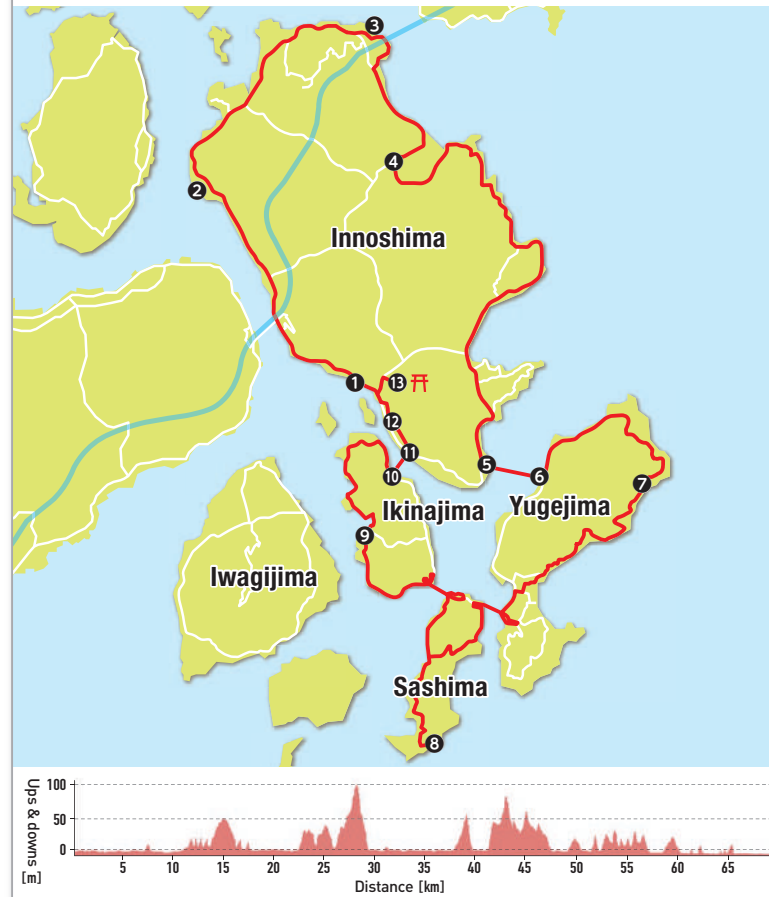 3
4
2
Innoshima
1
13
12
11
5
10
6
7
Ikinajima
Yugejima
9
Iwagijima
Sashima
8
Ups & downs
[m]
100
50
0
5 10 15 20 25 30 35 40 45 50 55 60 65
Distance [km]